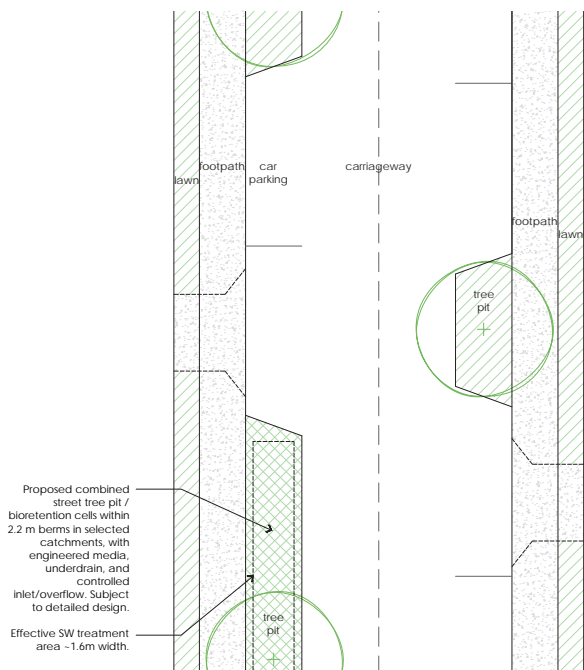 footpath
car
parking
carriageway
lawn
footpath
lawn
tree
pit
Proposed combined
street tree pit /
bioretention cells within
2.2 m berms in selected
catchments, with
engineered media,
underdrain, and
controlled
inlet/overflow. Subject
to detailed design.
Effective SW treatment
area ~1.6m width.
tree
pit